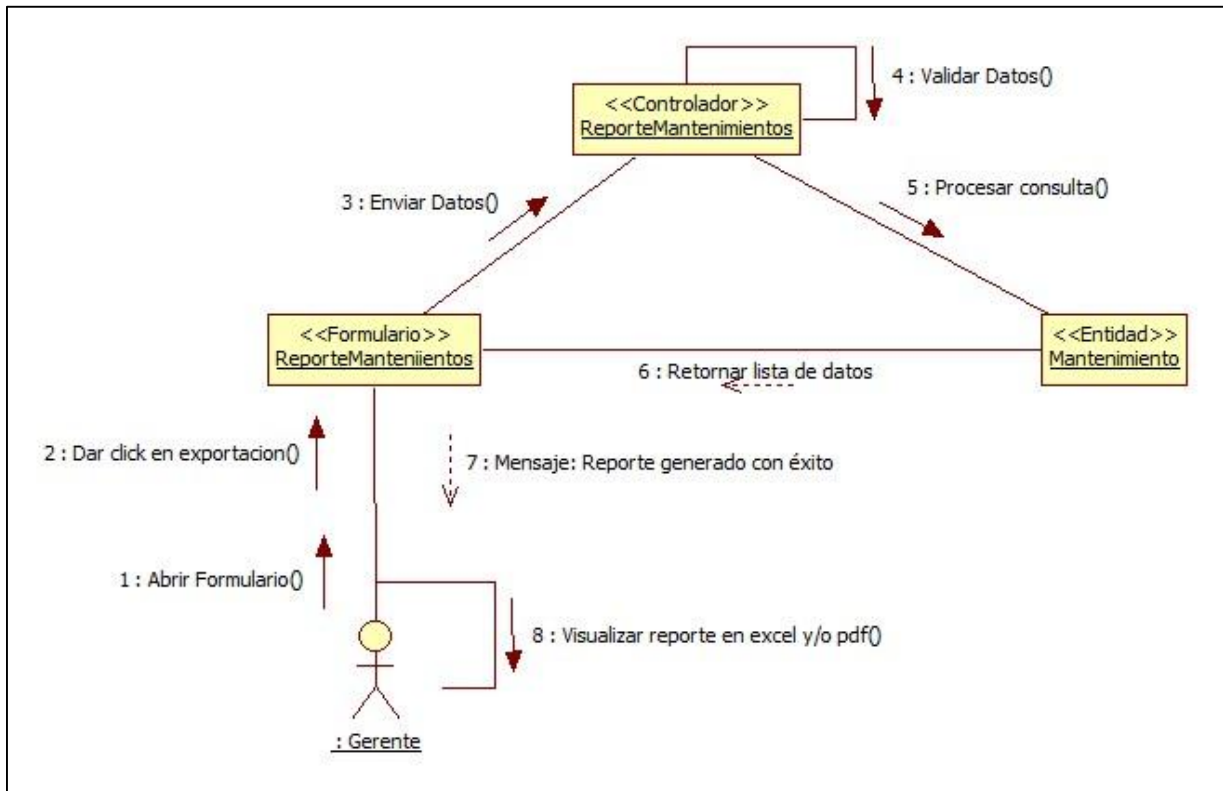 4 : Validar Datos()
<<Controlador>>
ReporteMantenimientos
3 : Enviar Datos()
5 : Procesar consulta()
<<Formulario>>
ReporteManteniientos
<<Entidad>>
Mantenimiento
6 : Retornar lista de datos
2 : Dar click en exportacion()
7 : Mensaje: Reporte generado con éxito
1 : Abrir Formulario()
8 : Visualizar reporte en excel y/o pdf()
: Gerente